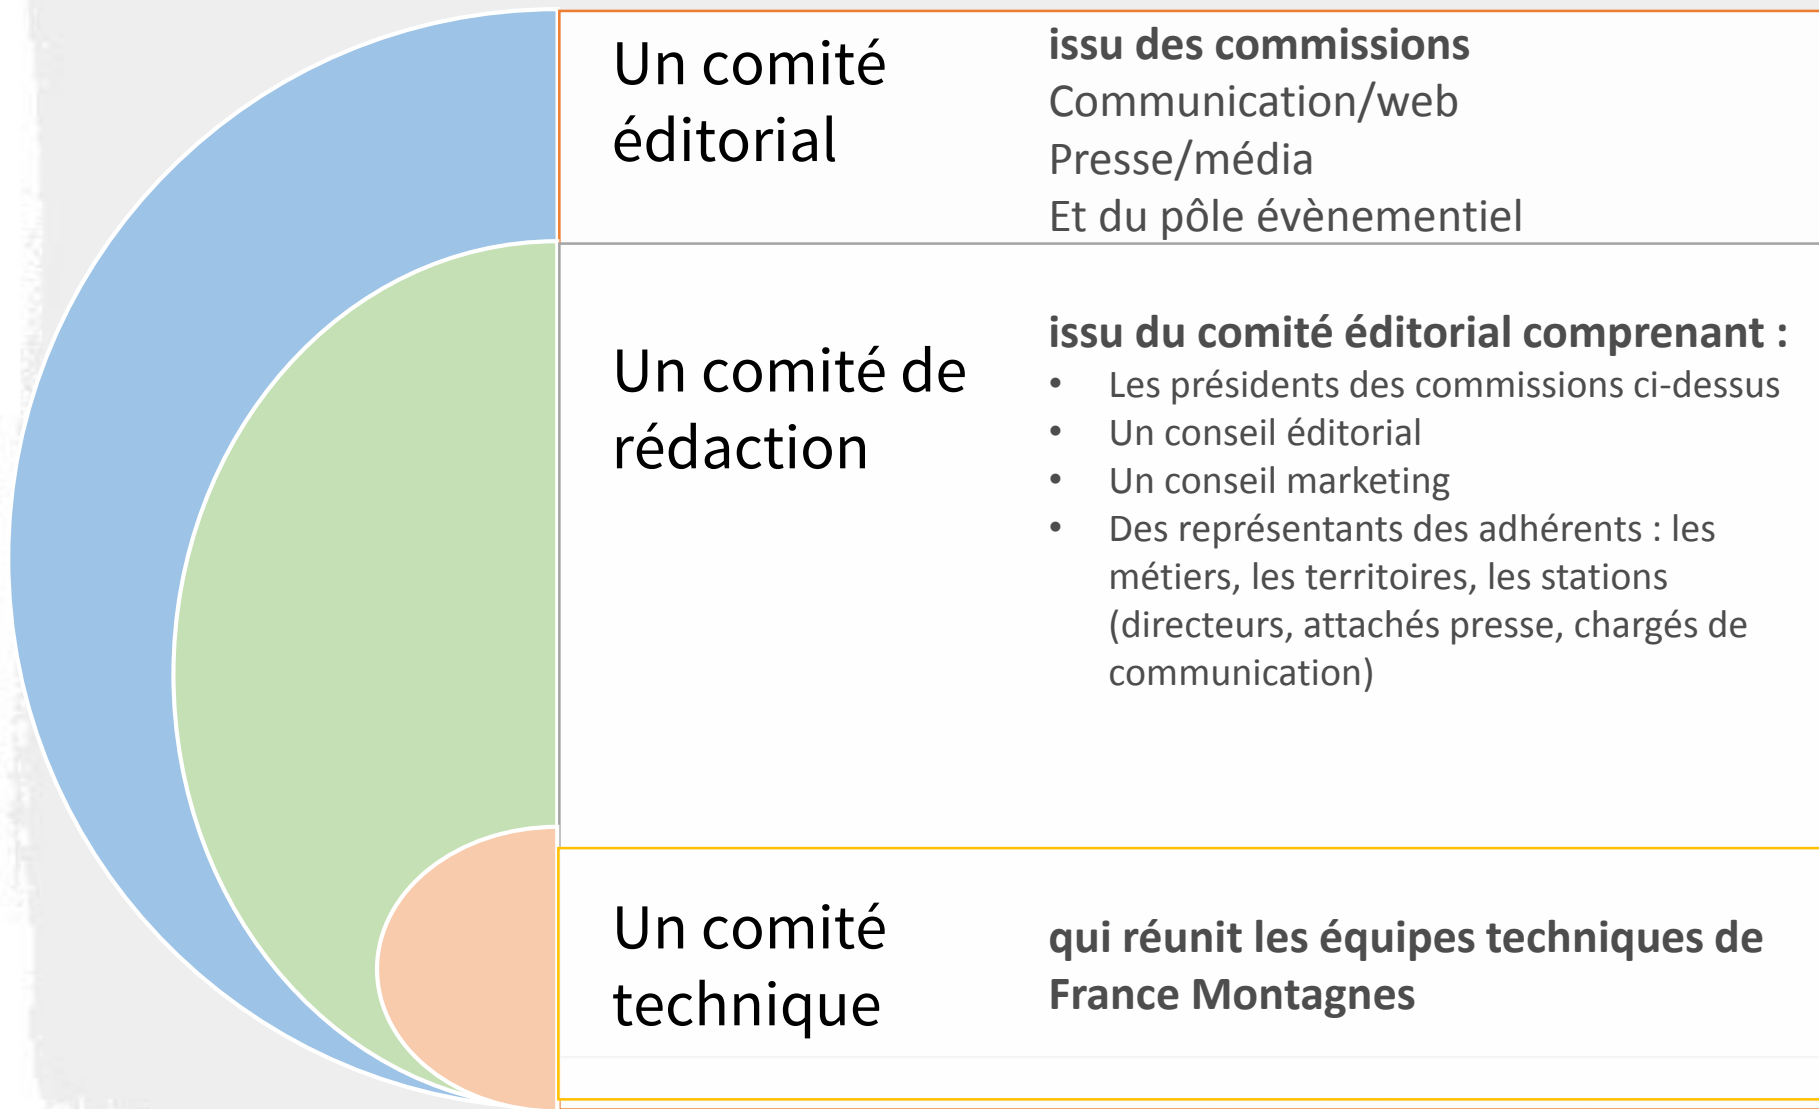 Un comité
éditorial
issu des commissions
Communication/web
Presse/média
Et du pôle évènementiel
Un comité de
rédaction
issu du comité éditorial comprenant :
• Les présidents des commissions ci-dessus
• Un conseil éditorial
• Un conseil marketing
• Des représentants des adhérents : les
métiers, les territoires, les stations
(directeurs, attachés presse, chargés de
communication)
Un comité
technique
qui réunit les équipes techniques de
France Montagnes